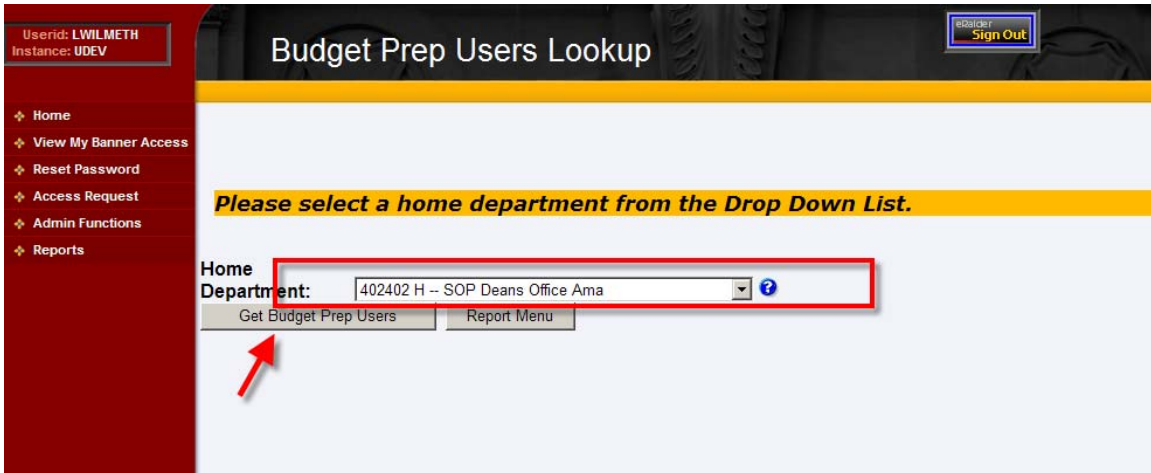 Userid: LWILMETH
Instance: UDEV
Budget Prep Users Lookup
eRaider
Sign Out
Home
View My Banner Access
Reset Password
Access Request
Admin Functions
Reports
Please select a home department from the Drop Down List.
Home
Department:
402402 H -- SOP Deans Office Ama
?
Get Budget Prep Users
Report Menu